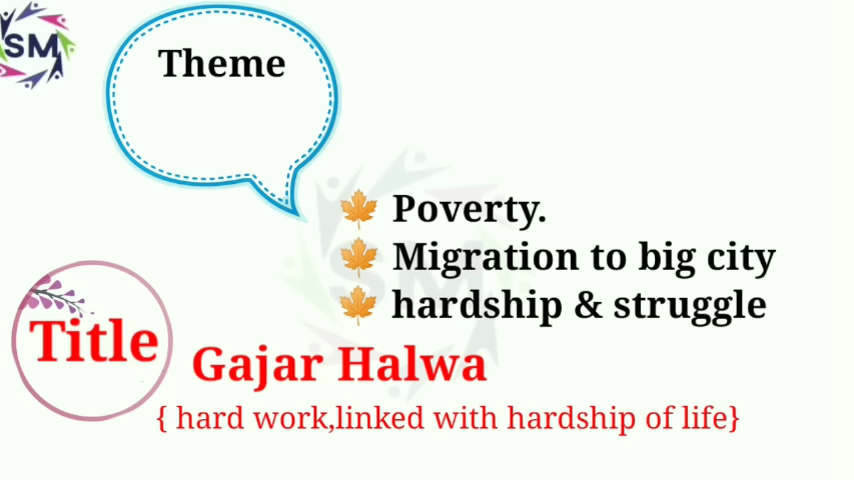 SM
Theme
Poverty.
Migration to big city
hardship & struggle
Title
Gajar Halwa
{ hard work,linked with hardship of life}